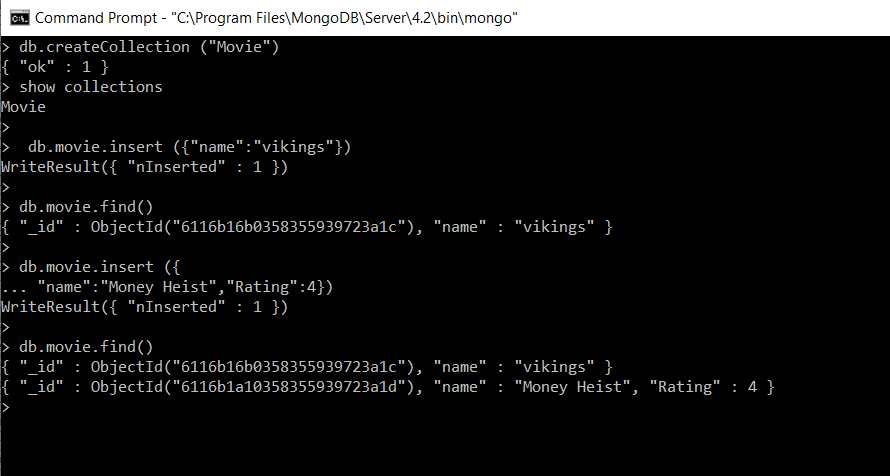 Command Prompt - "C:\Program Files\MongoDB\Server\4.2\bin\mongo"
> db.createCollection ("Movie")
{ "ok" : 1 }
> show collections
Movie
>
>  db.movie.insert ({"name":"vikings"})
WriteResult({ "nInserted" : 1 })
>
> db.movie.find()
{ "_id" : ObjectId("6116b16b0358355939723a1c"), "name" : "vikings" }
>
> db.movie.insert ({
... "name":"Money Heist","Rating":4})
WriteResult({ "nInserted" : 1 })
>
> db.movie.find()
{ "_id" : ObjectId("6116b16b0358355939723a1c"), "name" : "vikings" }
{ "_id" : ObjectId("6116b1a10358355939723a1d"), "name" : "Money Heist", "Rating" : 4 }
>